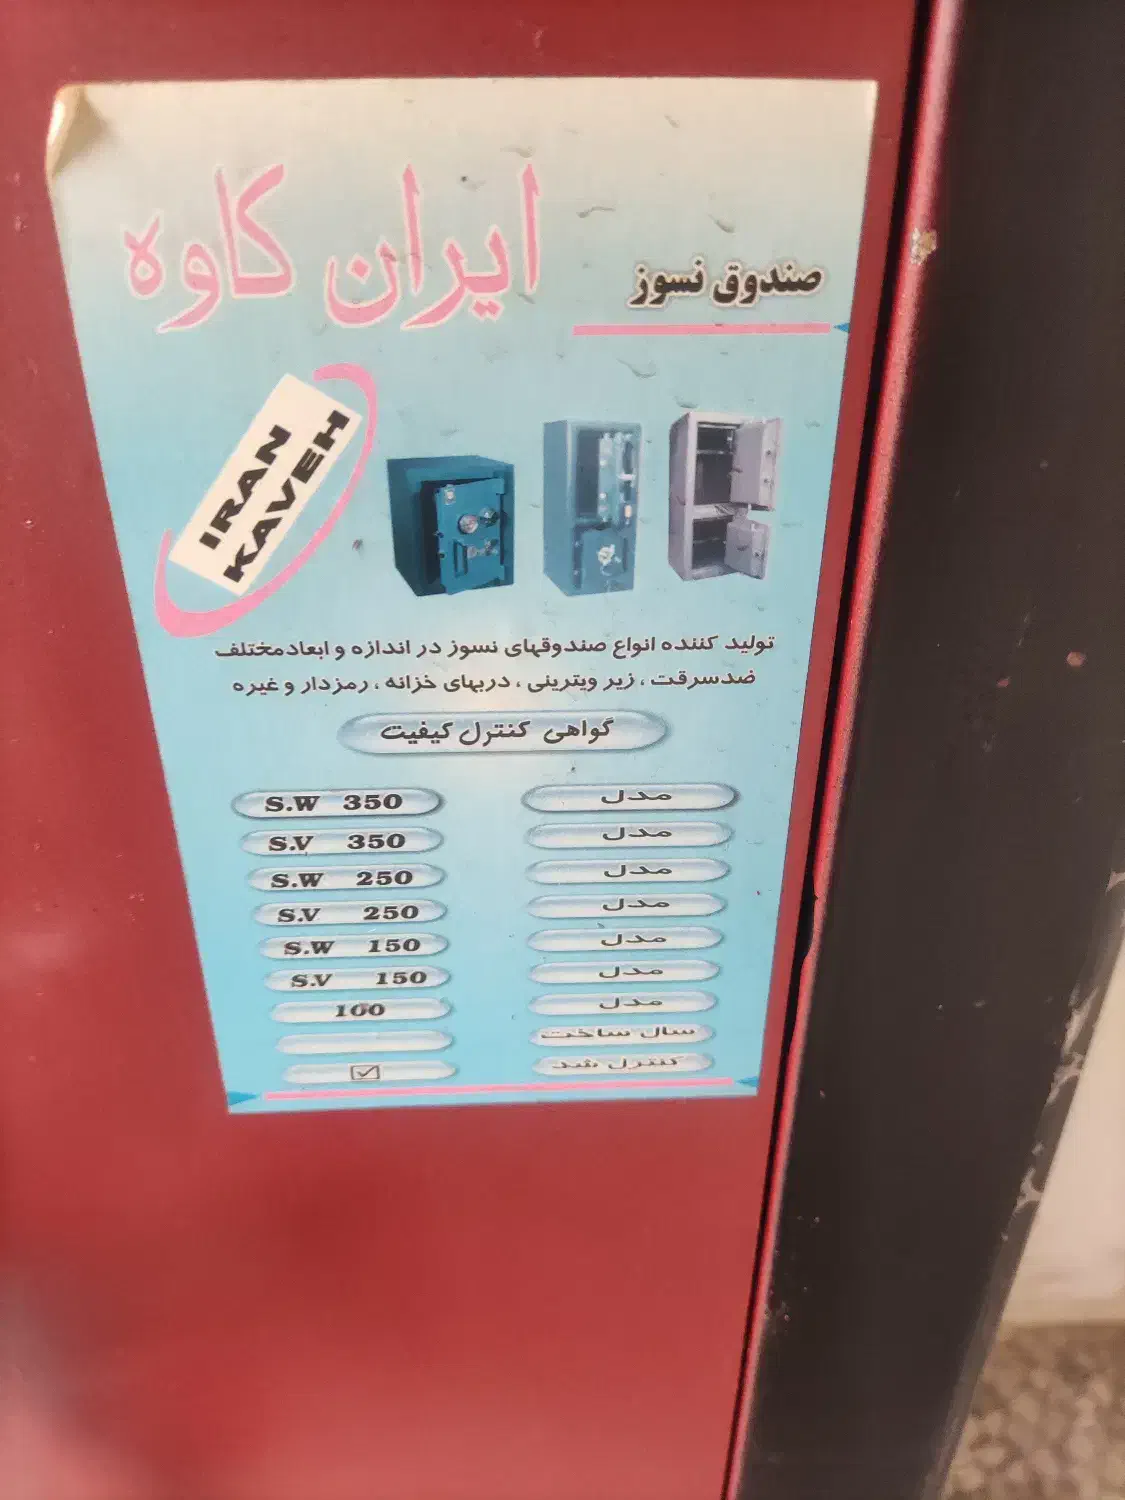 صندوق نسوز ایران کاوه
IRAN
KAVEH
تولید کننده انواع صندوقهای نسوز در اندازه و ابعاد مختلف
ضدسرقت ، زیر ویترینی ، دربهای خزانه ، رمزدار و غیره
گواهی کنترل کیفیت
مدل S.W 350
مدل S.V 350
مدل S.W 250
مدل S.V 250
مدل S.W 150
مدل S.V 150
مدل 100
سال ساخت
کنترل شد ☑